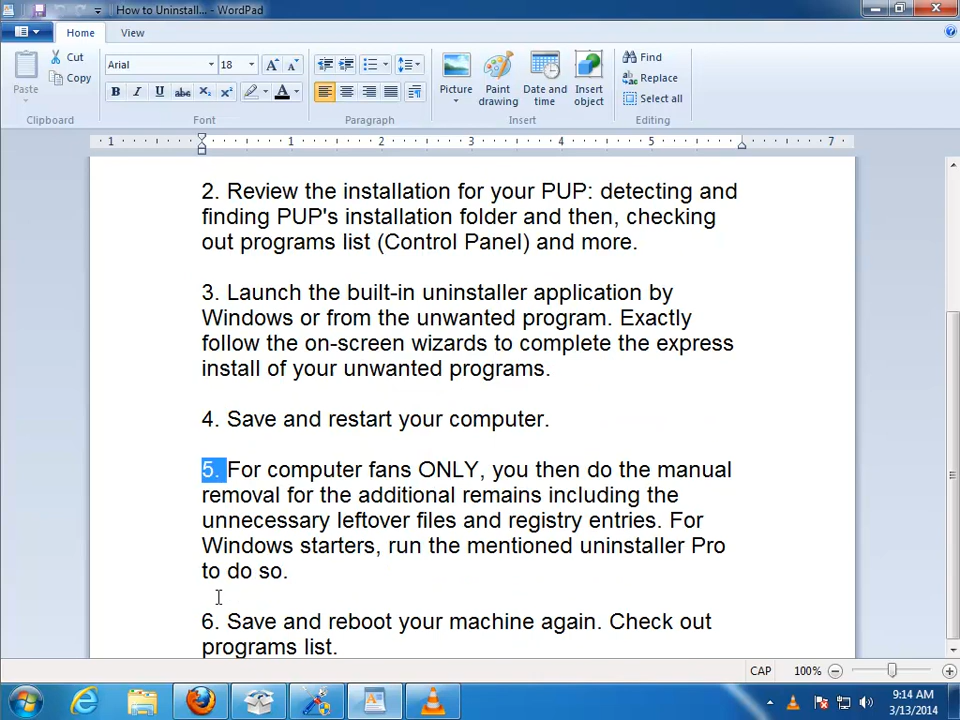 How to Uninstall... - WordPad
Home
View
Paste
Cut
Copy
Clipboard
Arial
18
Font
Paragraph
Picture
Paint drawing
Date and time
Insert object
Insert
Find
Replace
Select all
Editing
1 1 2 3 4 5 7
2. Review the installation for your PUP: detecting and
finding PUP's installation folder and then, checking
out programs list (Control Panel) and more.
3. Launch the built-in uninstaller application by
Windows or from the unwanted program. Exactly
follow the on-screen wizards to complete the express
install of your unwanted programs.
4. Save and restart your computer.
5. For computer fans ONLY, you then do the manual
removal for the additional remains including the
unnecessary leftover files and registry entries. For
Windows starters, run the mentioned uninstaller Pro
to do so.
6. Save and reboot your machine again. Check out
programs list.
CAP
100%
9:14 AM
3/13/2014